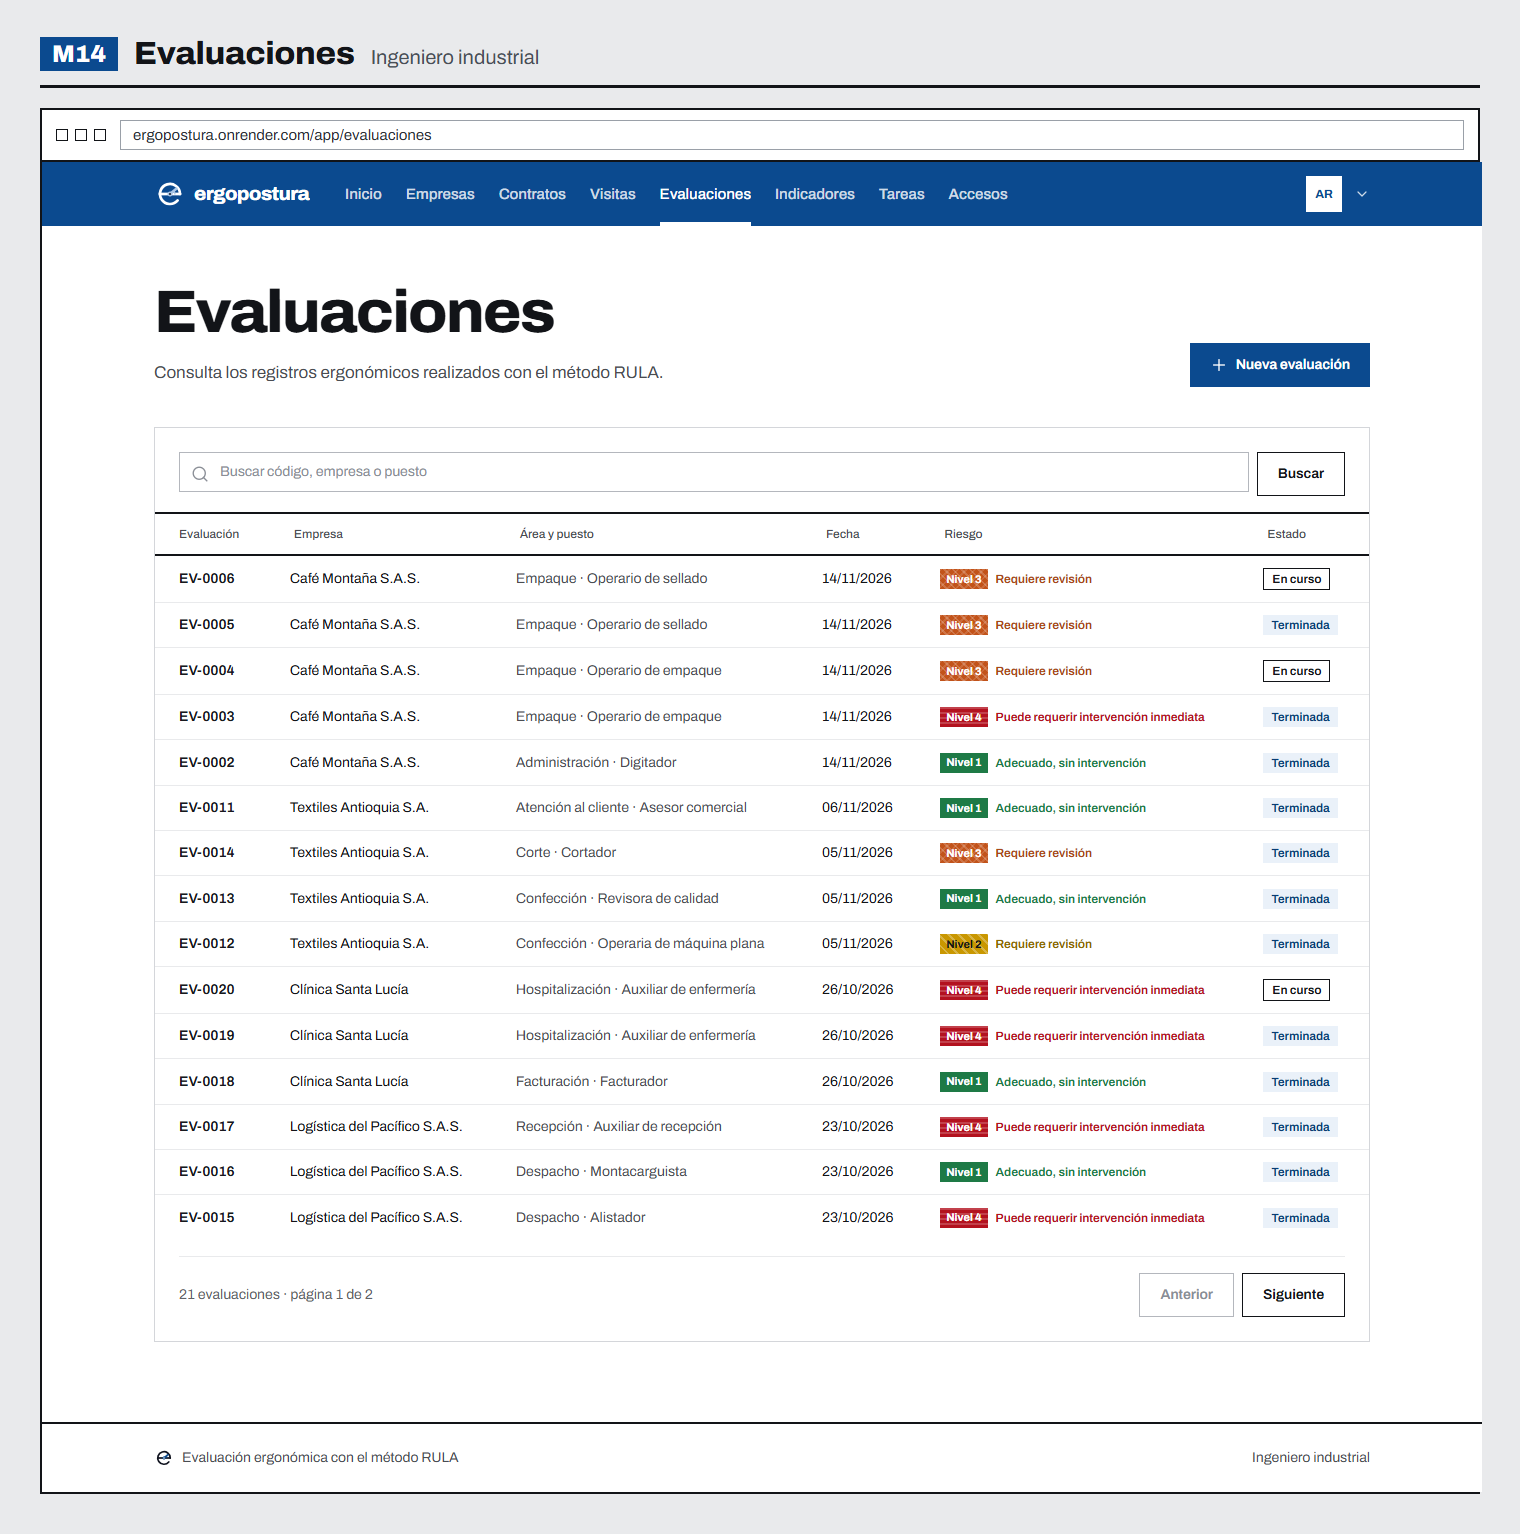 M14 Evaluaciones Ingeniero industrial
ergopostura.onrender.com/app/evaluaciones
ergopostura Inicio Empresas Contratos Visitas Evaluaciones Indicadores Tareas Accesos AR
Evaluaciones
Consulta los registros ergonómicos realizados con el método RULA.
Nueva evaluación
Buscar código, empresa o puesto Buscar
Evaluación Empresa Área y puesto Fecha Riesgo Estado
EV-0006 Café Montaña S.A.S. Empaque · Operario de sellado 14/11/2026 Nivel 3 Requiere revisión En curso
EV-0005 Café Montaña S.A.S. Empaque · Operario de sellado 14/11/2026 Nivel 3 Requiere revisión Terminada
EV-0004 Café Montaña S.A.S. Empaque · Operario de empaque 14/11/2026 Nivel 3 Requiere revisión En curso
EV-0003 Café Montaña S.A.S. Empaque · Operario de empaque 14/11/2026 Nivel 4 Puede requerir intervención inmediata Terminada
EV-0002 Café Montaña S.A.S. Administración · Digitador 14/11/2026 Nivel 1 Adecuado, sin intervención Terminada
EV-0011 Textiles Antioquia S.A. Atención al cliente · Asesor comercial 06/11/2026 Nivel 1 Adecuado, sin intervención Terminada
EV-0014 Textiles Antioquia S.A. Corte · Cortador 05/11/2026 Nivel 3 Requiere revisión Terminada
EV-0013 Textiles Antioquia S.A. Confección · Revisora de calidad 05/11/2026 Nivel 1 Adecuado, sin intervención Terminada
EV-0012 Textiles Antioquia S.A. Confección · Operaria de máquina plana 05/11/2026 Nivel 2 Requiere revisión Terminada
EV-0020 Clínica Santa Lucía Hospitalización · Auxiliar de enfermería 26/10/2026 Nivel 4 Puede requerir intervención inmediata En curso
EV-0019 Clínica Santa Lucía Hospitalización · Auxiliar de enfermería 26/10/2026 Nivel 4 Puede requerir intervención inmediata Terminada
EV-0018 Clínica Santa Lucía Facturación · Facturador 26/10/2026 Nivel 1 Adecuado, sin intervención Terminada
EV-0017 Logística del Pacífico S.A.S. Recepción · Auxiliar de recepción 23/10/2026 Nivel 4 Puede requerir intervención inmediata Terminada
EV-0016 Logística del Pacífico S.A.S. Despacho · Montacarguista 23/10/2026 Nivel 1 Adecuado, sin intervención Terminada
EV-0015 Logística del Pacífico S.A.S. Despacho · Alistador 23/10/2026 Nivel 4 Puede requerir intervención inmediata Terminada
21 evaluaciones · página 1 de 2 Anterior Siguiente
Evaluación ergonómica con el método RULA Ingeniero industrial